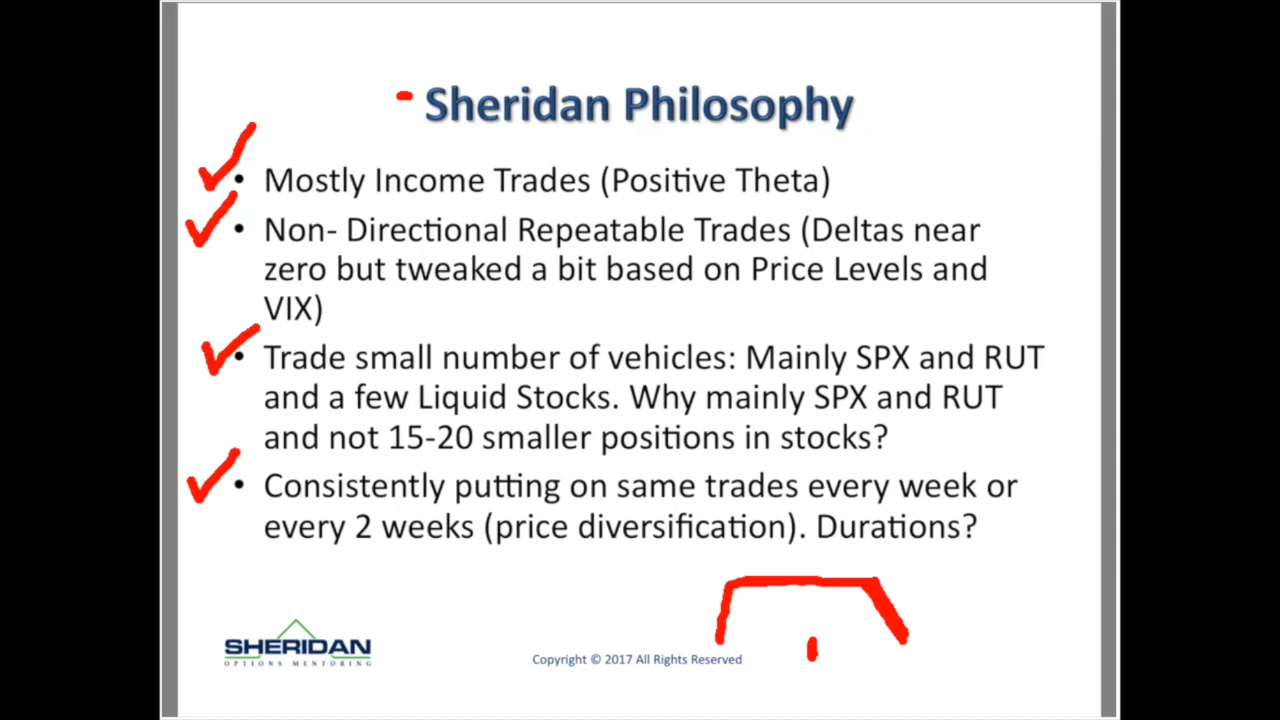 Sheridan Philosophy
• Mostly Income Trades (Positive Theta)
• Non- Directional Repeatable Trades (Deltas near
zero but tweaked a bit based on Price Levels and
VIX)
• Trade small number of vehicles: Mainly SPX and RUT
and a few Liquid Stocks. Why mainly SPX and RUT
and not 15-20 smaller positions in stocks?
• Consistently putting on same trades every week or
every 2 weeks (price diversification). Durations?
SHERIDAN
OPTIONS MENTORING
Copyright © 2017 All Rights Reserved